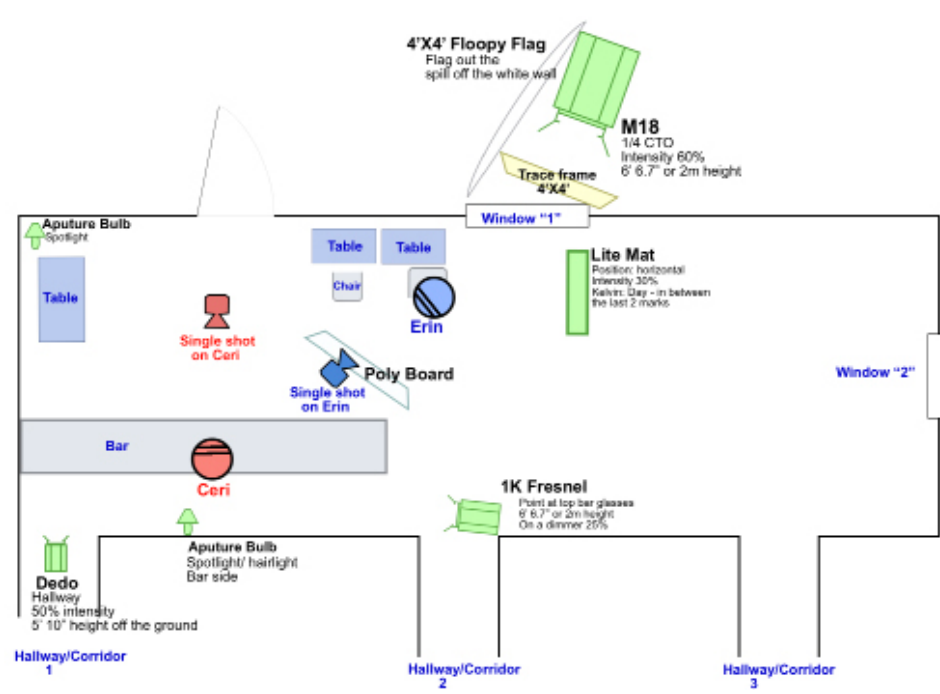 4'X4' Floopy Flag
Flag out the
spill off the white wall
M18
1/4 CTO
Intensity 60%
6' 6.7" or 2m height
Trace frame
4'X4'
Window "1"
Aputure Bulb
Spotlight
Table
Table
Table
Chair
Erin
Lite Mat
Position: horizontal
Intensity 30%
Kelvin: Day - in between
the last 2 marks
Single shot
on Ceri
Poly Board
Single shot
on Erin
Window "2"
Bar
Ceri
1K Fresnel
Point at top bar glasses
6' 6.7" or 2m height
On a dimmer 25%
Aputure Bulb
Spotlight/ hairlight
Bar side
Dedo
Hallway
50% intensity
5' 10" height off the ground
Hallway/Corridor
1
Hallway/Corridor
2
Hallway/Corridor
3